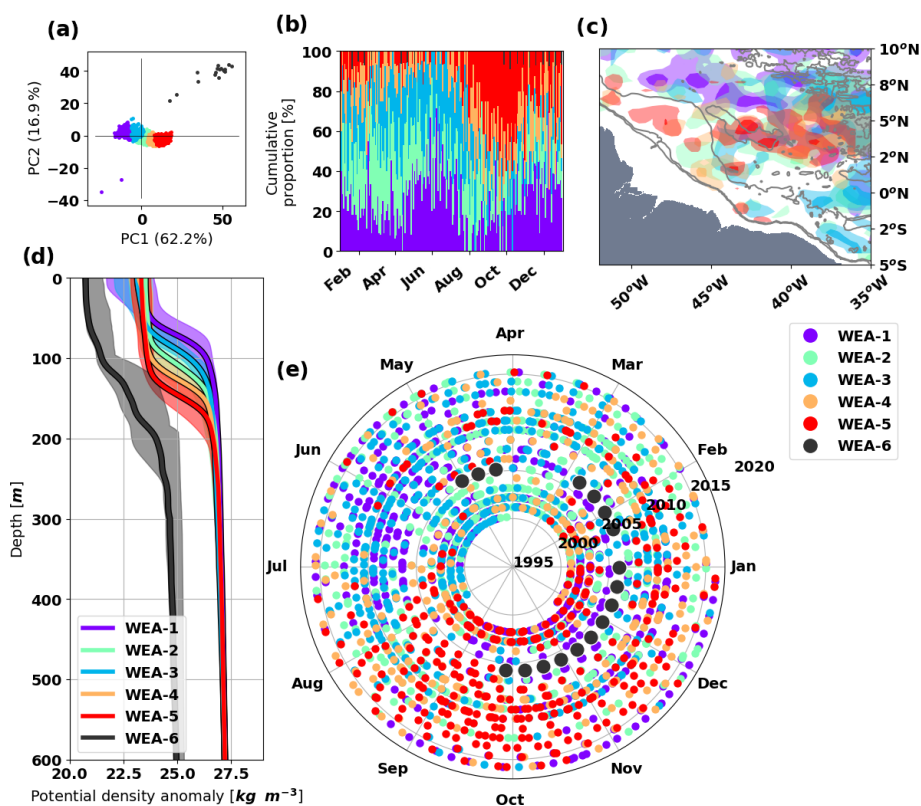 (a)
PC2 (16.9 %)
40
20
0
−20
−40
0
50
PC1 (62.2%)
(b)
Cumulative
proportion [%]
100
80
60
40
20
0
Feb
Apr
Jun
Aug
Oct
Dec
(c)
10°N
8°N
5°N
2°N
0°N
2°S
5°S
50°W
45°W
40°W
35°W
(d)
Depth [m]
0
100
200
300
400
500
600
20.0
22.5
25.0
27.5
Potential density anomaly [kg m⁻³]
WEA-1
WEA-2
WEA-3
WEA-4
WEA-5
WEA-6
WEA-1
WEA-2
WEA-3
WEA-4
WEA-5
WEA-6
(e)
Apr
Mar
Feb
Jan
Dec
Nov
Oct
Sep
Aug
Jul
Jun
May
1995
2000
2005
2010
2015
2020